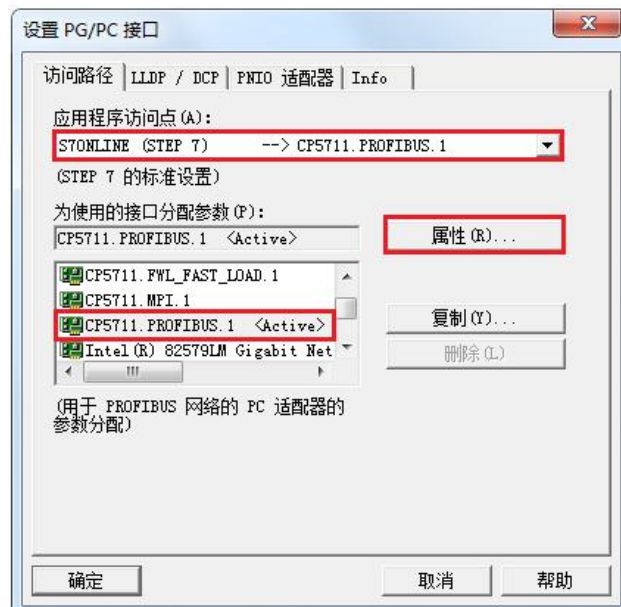 设置 PG/PC 接口
访问路径 LLDP / DCP PNIO 适配器 Info
应用程序访问点(A):
S7ONLINE (STEP 7) --> CP5711.PROFIBUS.1
(STEP 7 的标准设置)
为使用的接口分配参数(P):
CP5711.PROFIBUS.1 <Active>
属性(R)...
CP5711.FWL_FAST_LOAD.1
CP5711.MPI.1
CP5711.PROFIBUS.1 <Active>
Intel(R) 82579LM Gigabit Net
复制(Y)...
删除(L)
(用于 PROFIBUS 网络的 PC 适配器的
参数分配)
确定 取消 帮助